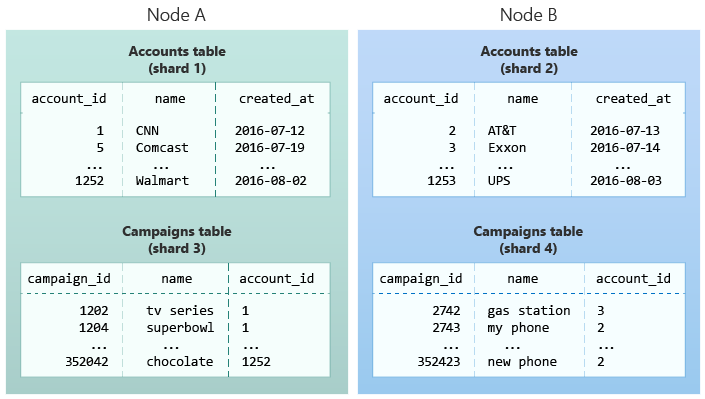 Node A
Accounts table
(shard 1)
account_id name created_at
1 CNN 2016-07-12
5 Comcast 2016-07-19
... ... ...
1252 Walmart 2016-08-02
Campaigns table
(shard 3)
campaign_id name account_id
1202 tv series 1
1204 superbowl 1
... ... ...
352042 chocolate 1252
Node B
Accounts table
(shard 2)
account_id name created_at
2 AT&T 2016-07-13
3 Exxon 2016-07-14
... ... ...
1253 UPS 2016-08-03
Campaigns table
(shard 4)
campaign_id name account_id
2742 gas station 3
2743 my phone 2
... ... ...
352423 new phone 2